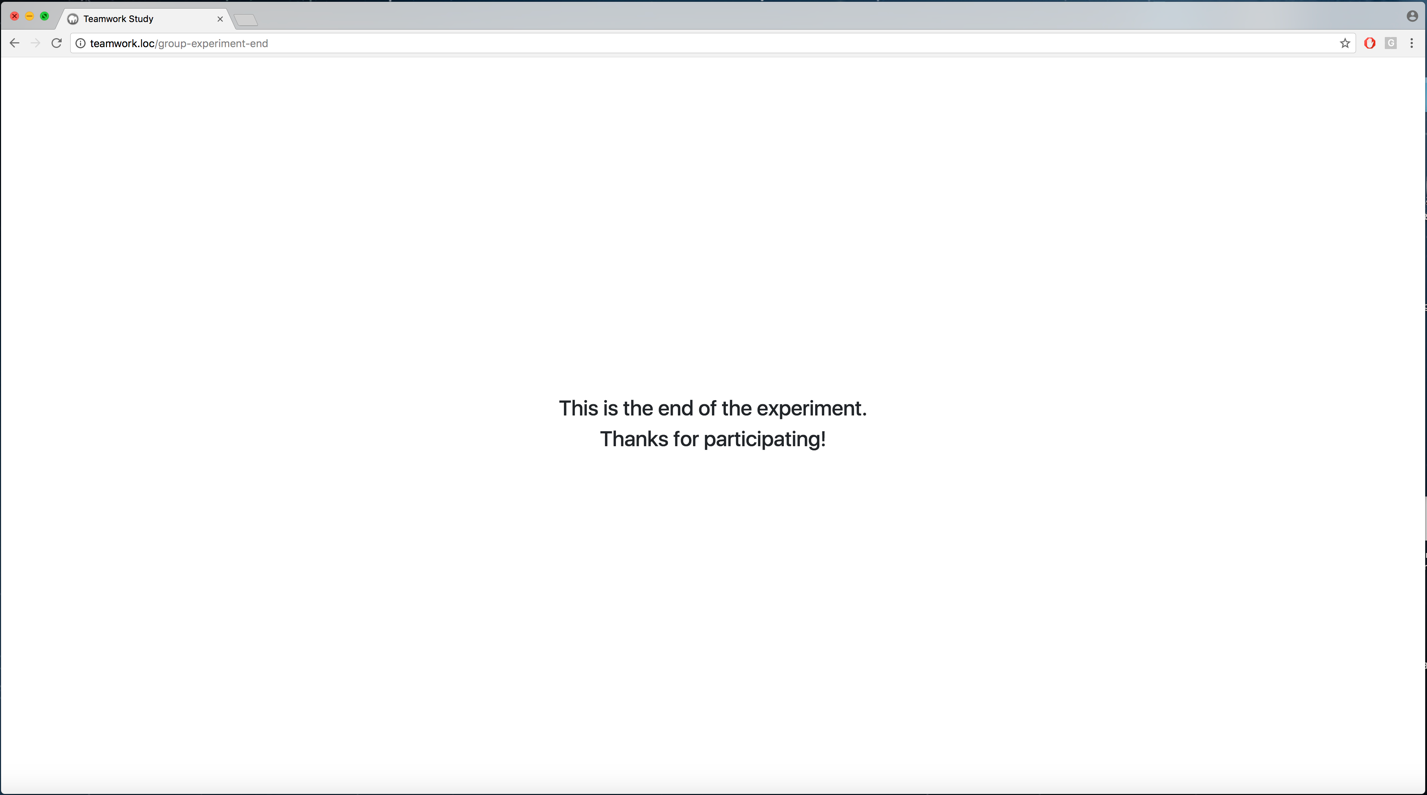 Teamwork Study
teamwork.loc/group-experiment-end
This is the end of the experiment.
Thanks for participating!